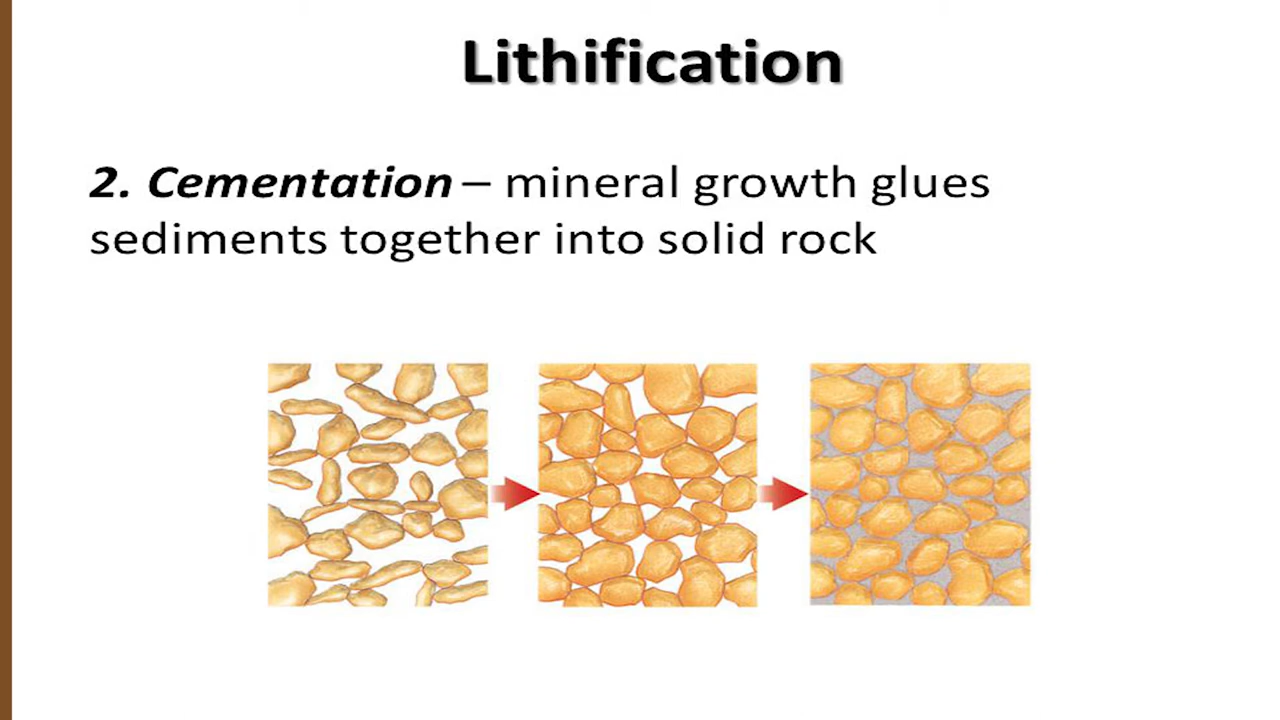 Lithification
2. Cementation – mineral growth glues
sediments together into solid rock